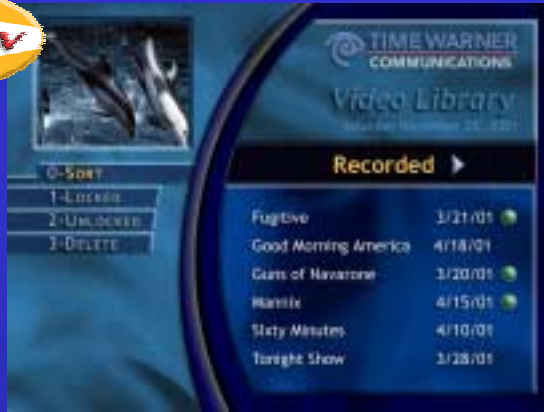 TIME WARNER
COMMUNICATIONS
Video Library
Recorded
0-SORT
1-LOCKED
2-UNLOCKED
3-DELETE
Fugitive 3/21/01
Good Morning America 4/18/01
Guns of Navarone 3/20/01
Mannix 4/15/01
Sixty Minutes 4/10/01
Tonight Show 3/28/01